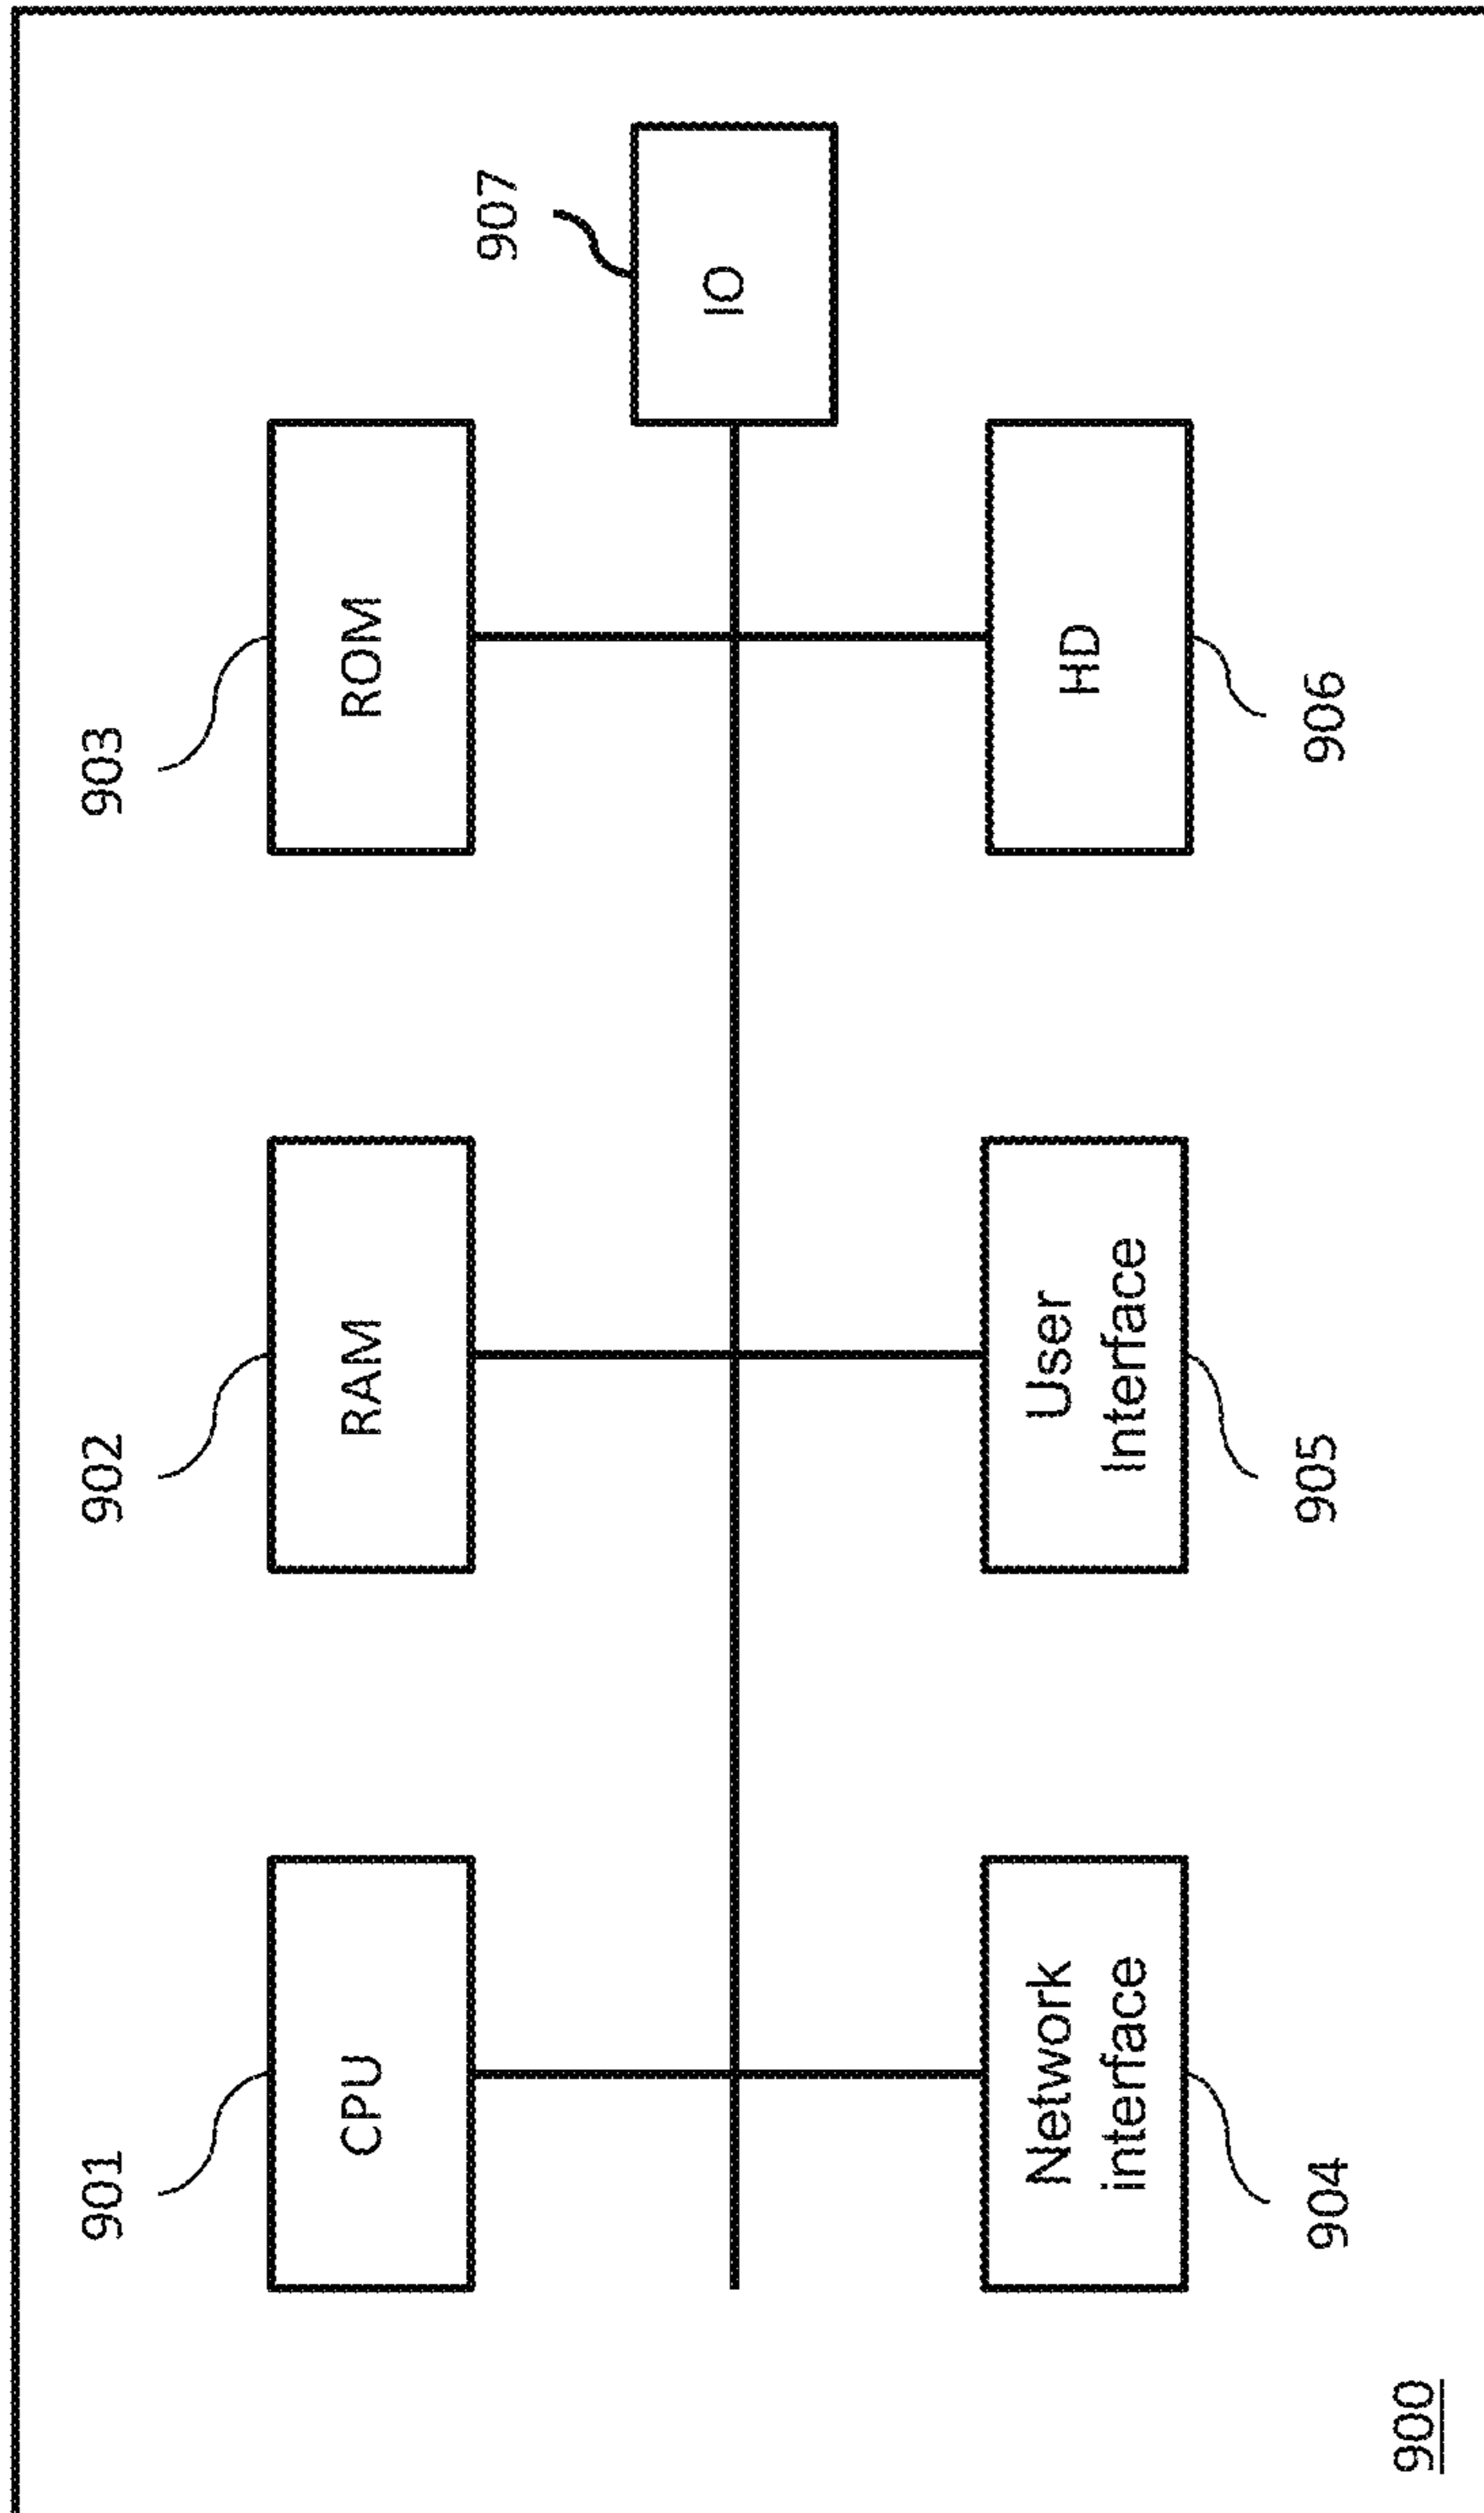 901
902
903
CPU
RAM
ROM
907
IO
Network
interface
User
Interface
HD
904
905
906
900